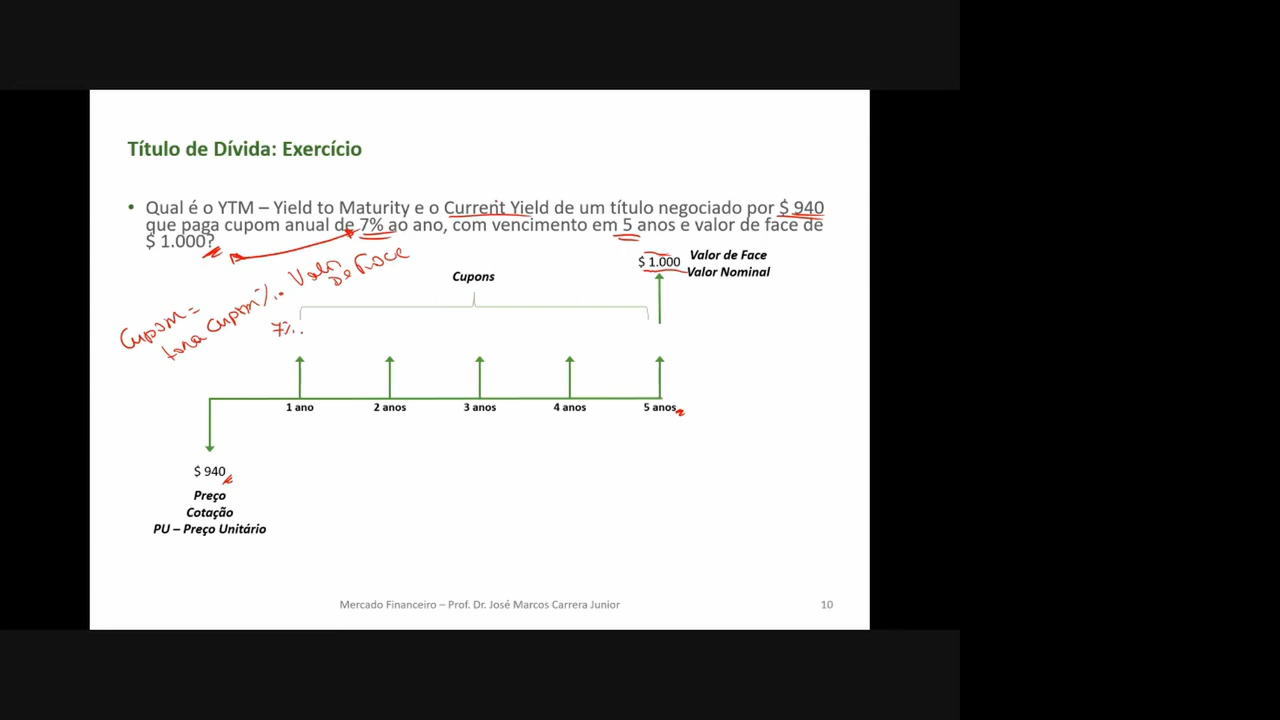 Título de Dívida: Exercício
• Qual é o YTM – Yield to Maturity e o Current Yield de um título negociado por $ 940
que paga cupom anual de 7% ao ano, com vencimento em 5 anos e valor de face de
$ 1.000?
$ 1.000
Valor de Face
Valor Nominal
Cupons
Cupom =
taxa Cupom %. Valor
De Face
7%.
1 ano 2 anos 3 anos 4 anos 5 anos
$ 940
Preço
Cotação
PU – Preço Unitário
Mercado Financeiro – Prof. Dr. José Marcos Carrera Junior 10